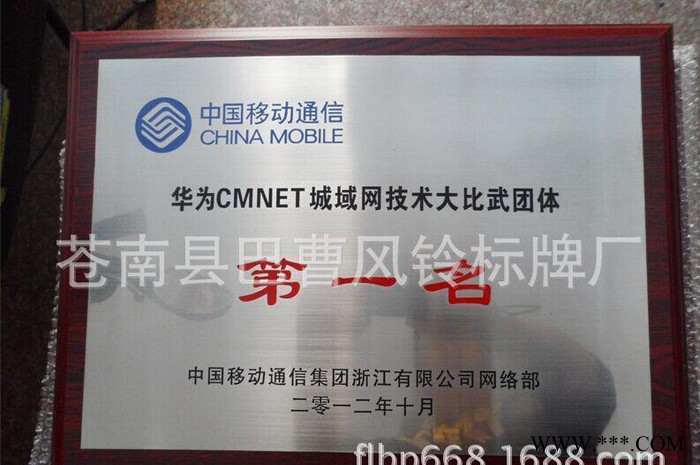 中国移动通信
CHINA MOBILE
华为CMNET城域网技术大比武团体
苍南县巴曹风铃标牌厂
第一名
中国移动通信集团浙江有限公司网络部
二零一二年十月
www.***.COM
flbp668.1688.com